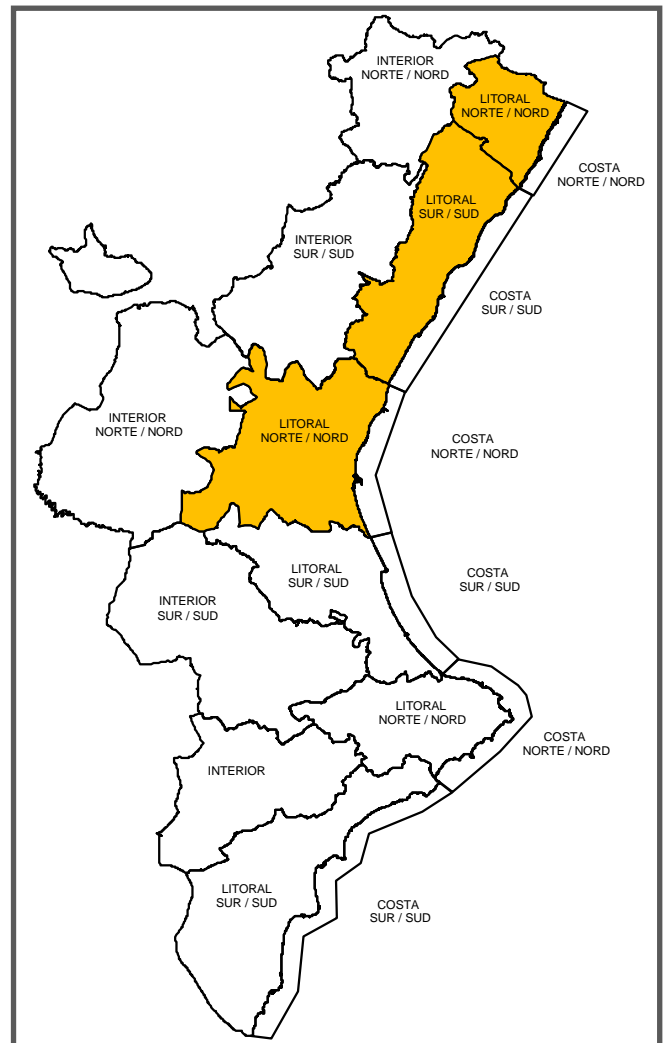 INTERIOR
NORTE / NORD
LITORAL
NORTE / NORD
COSTA
NORTE / NORD
LITORAL
SUR / SUD
INTERIOR
SUR / SUD
COSTA
SUR / SUD
INTERIOR
NORTE / NORD
LITORAL
NORTE / NORD
COSTA
NORTE / NORD
LITORAL
SUR / SUD
COSTA
SUR / SUD
INTERIOR
SUR / SUD
LITORAL
NORTE / NORD
COSTA
NORTE / NORD
INTERIOR
LITORAL
SUR / SUD
COSTA
SUR / SUD